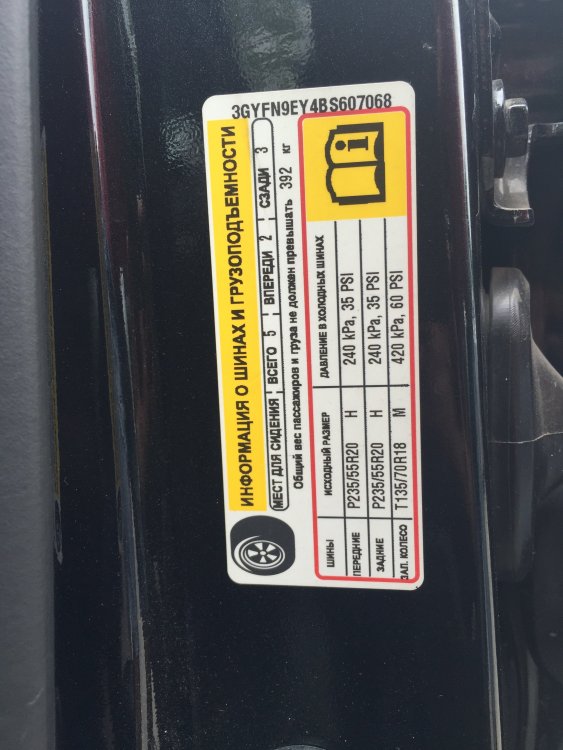 3GYFN9EY4BS607068
ИНФОРМАЦИЯ О ШИНАХ И ГРУЗОПОДЪЕМНОСТИ
МЕСТ ДЛЯ СИДЕНИЯ ВСЕГО 5 ВПЕРЕДИ 2 СЗАДИ 3
Общий вес пассажиров и груза не должен превышать 392 кг
ШИНЫ ИСХОДНЫЙ РАЗМЕР ДАВЛЕНИЕ В ХОЛОДНЫХ ШИНАХ
ПЕРЕДНИЕ P235/55R20 H 240 kPa, 35 PSI
ЗАДНИЕ P235/55R20 H 240 kPa, 35 PSI
ЗАП. КОЛЕСО T135/70R18 M 420 kPa, 60 PSI